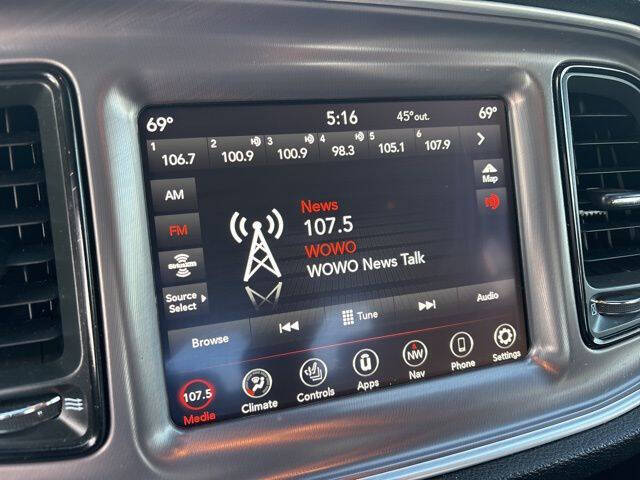 69° 5:16 45°out. 69°
1 2 3 4 5 6
106.7 100.9 100.9 98.3 105.1 107.9
AM
FM
SiriusXM
Source Select
Map
News
107.5
WOWO
WOWO News Talk
Browse Tune Audio
107.5 NW
Media Climate Controls Apps Nav Phone Settings